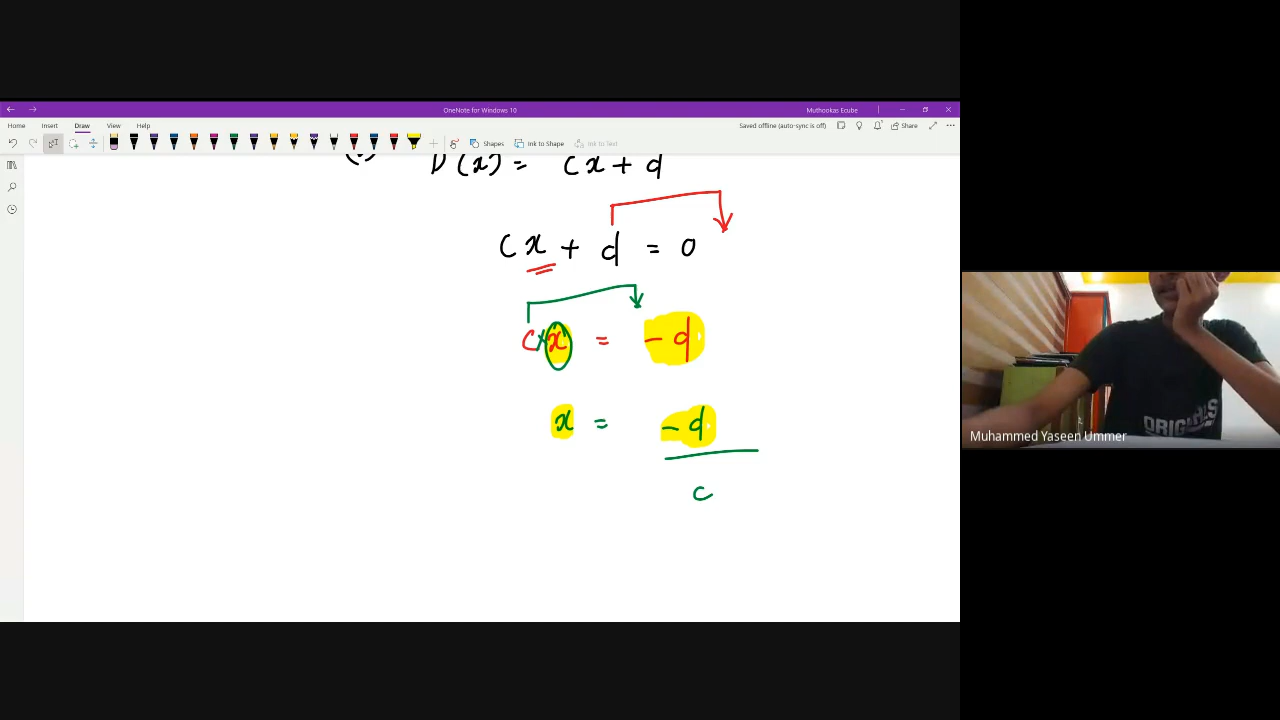 OneNote for Windows 10
Muthookas Ecube
Home Insert Draw View Help
Saved offline (auto-sync is off)
Share
Shapes Ink to Shape Ink to Text
P(x) = Cx + d
Cx + d = 0
C × x = - d
x = - d
c
ORIGINALS
Muhammed Yaseen Ummer